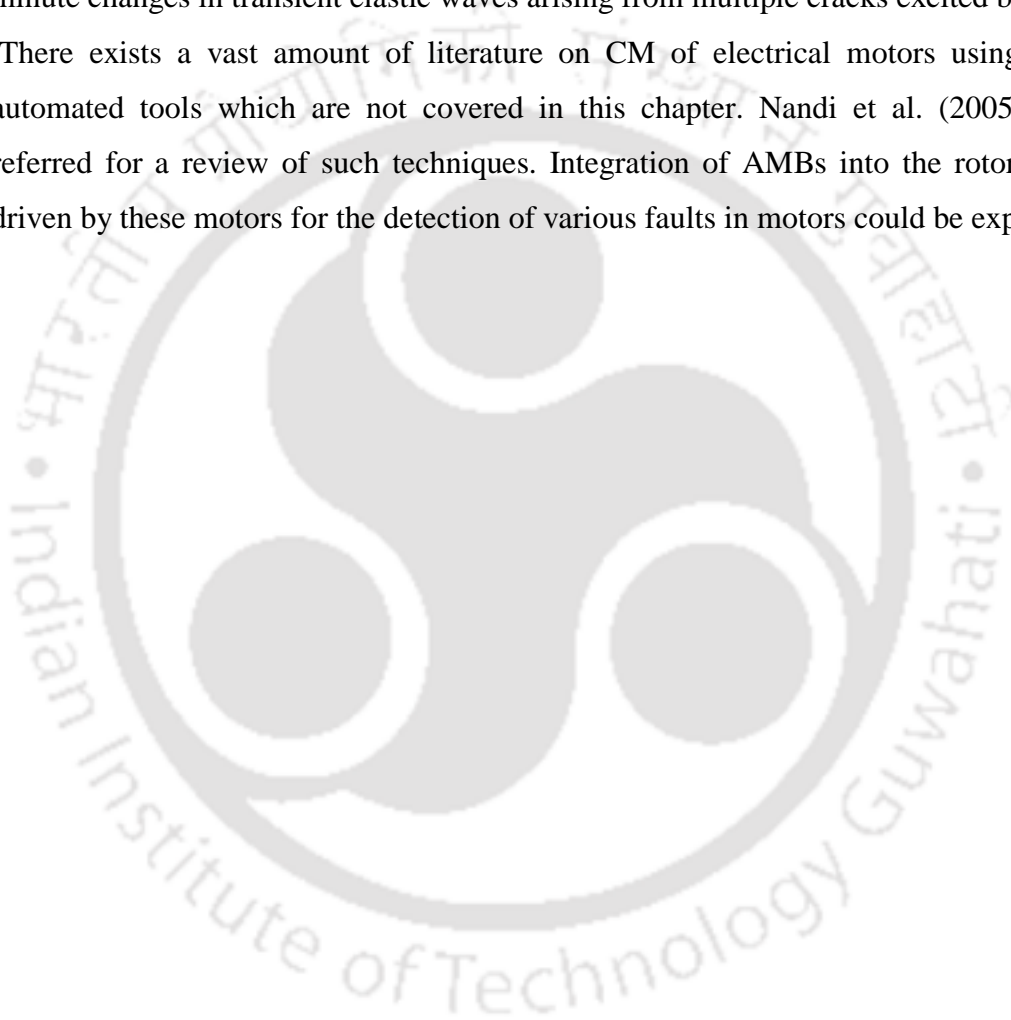 minute changes in transient elastic waves arising from multiple cracks excited b
There exists a vast amount of literature on CM of electrical motors using
automated tools which are not covered in this chapter. Nandi et al. (2005
referred for a review of such techniques. Integration of AMBs into the rotor
driven by these motors for the detection of various faults in motors could be exp
भारतीय प्रौद्योगिकी संस्थान गुवाहाटी
Indian Institute of Technology Guwahati